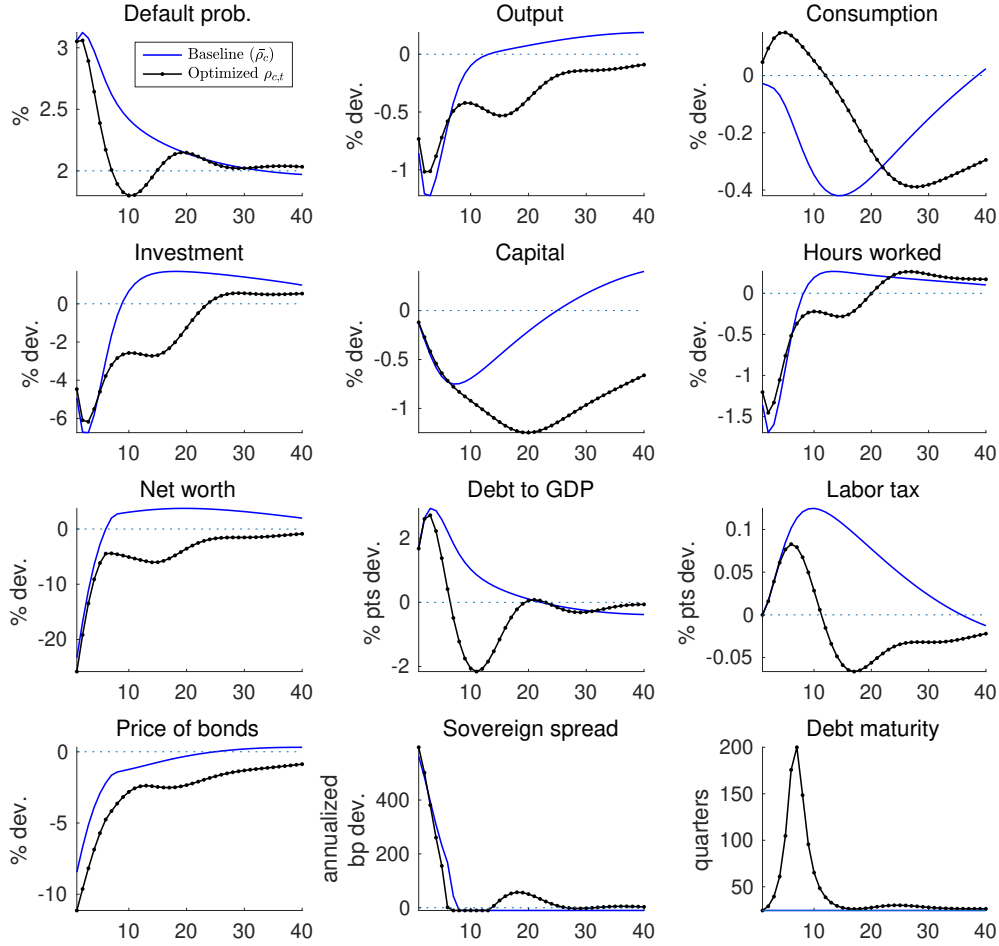 Default prob.
Output
Consumption
3
2.5
2
%
Baseline (ρ̄c)
Optimized ρc,t
10 20 30 40
0
-0.5
-1
% dev.
10 20 30 40
0
-0.2
-0.4
% dev.
10 20 30 40
Investment
Capital
Hours worked
0
-2
-4
-6
% dev.
10 20 30 40
0
-0.5
-1
% dev.
10 20 30 40
0
-0.5
-1
-1.5
% dev.
10 20 30 40
Net worth
Debt to GDP
Labor tax
0
-10
-20
% dev.
10 20 30 40
2
0
-2
% pts dev.
10 20 30 40
0.1
0.05
0
-0.05
% pts dev.
10 20 30 40
Price of bonds
Sovereign spread
Debt maturity
0
-5
-10
% dev.
10 20 30 40
400
200
0
annualized
bp dev.
10 20 30 40
200
150
100
50
quarters
10 20 30 40